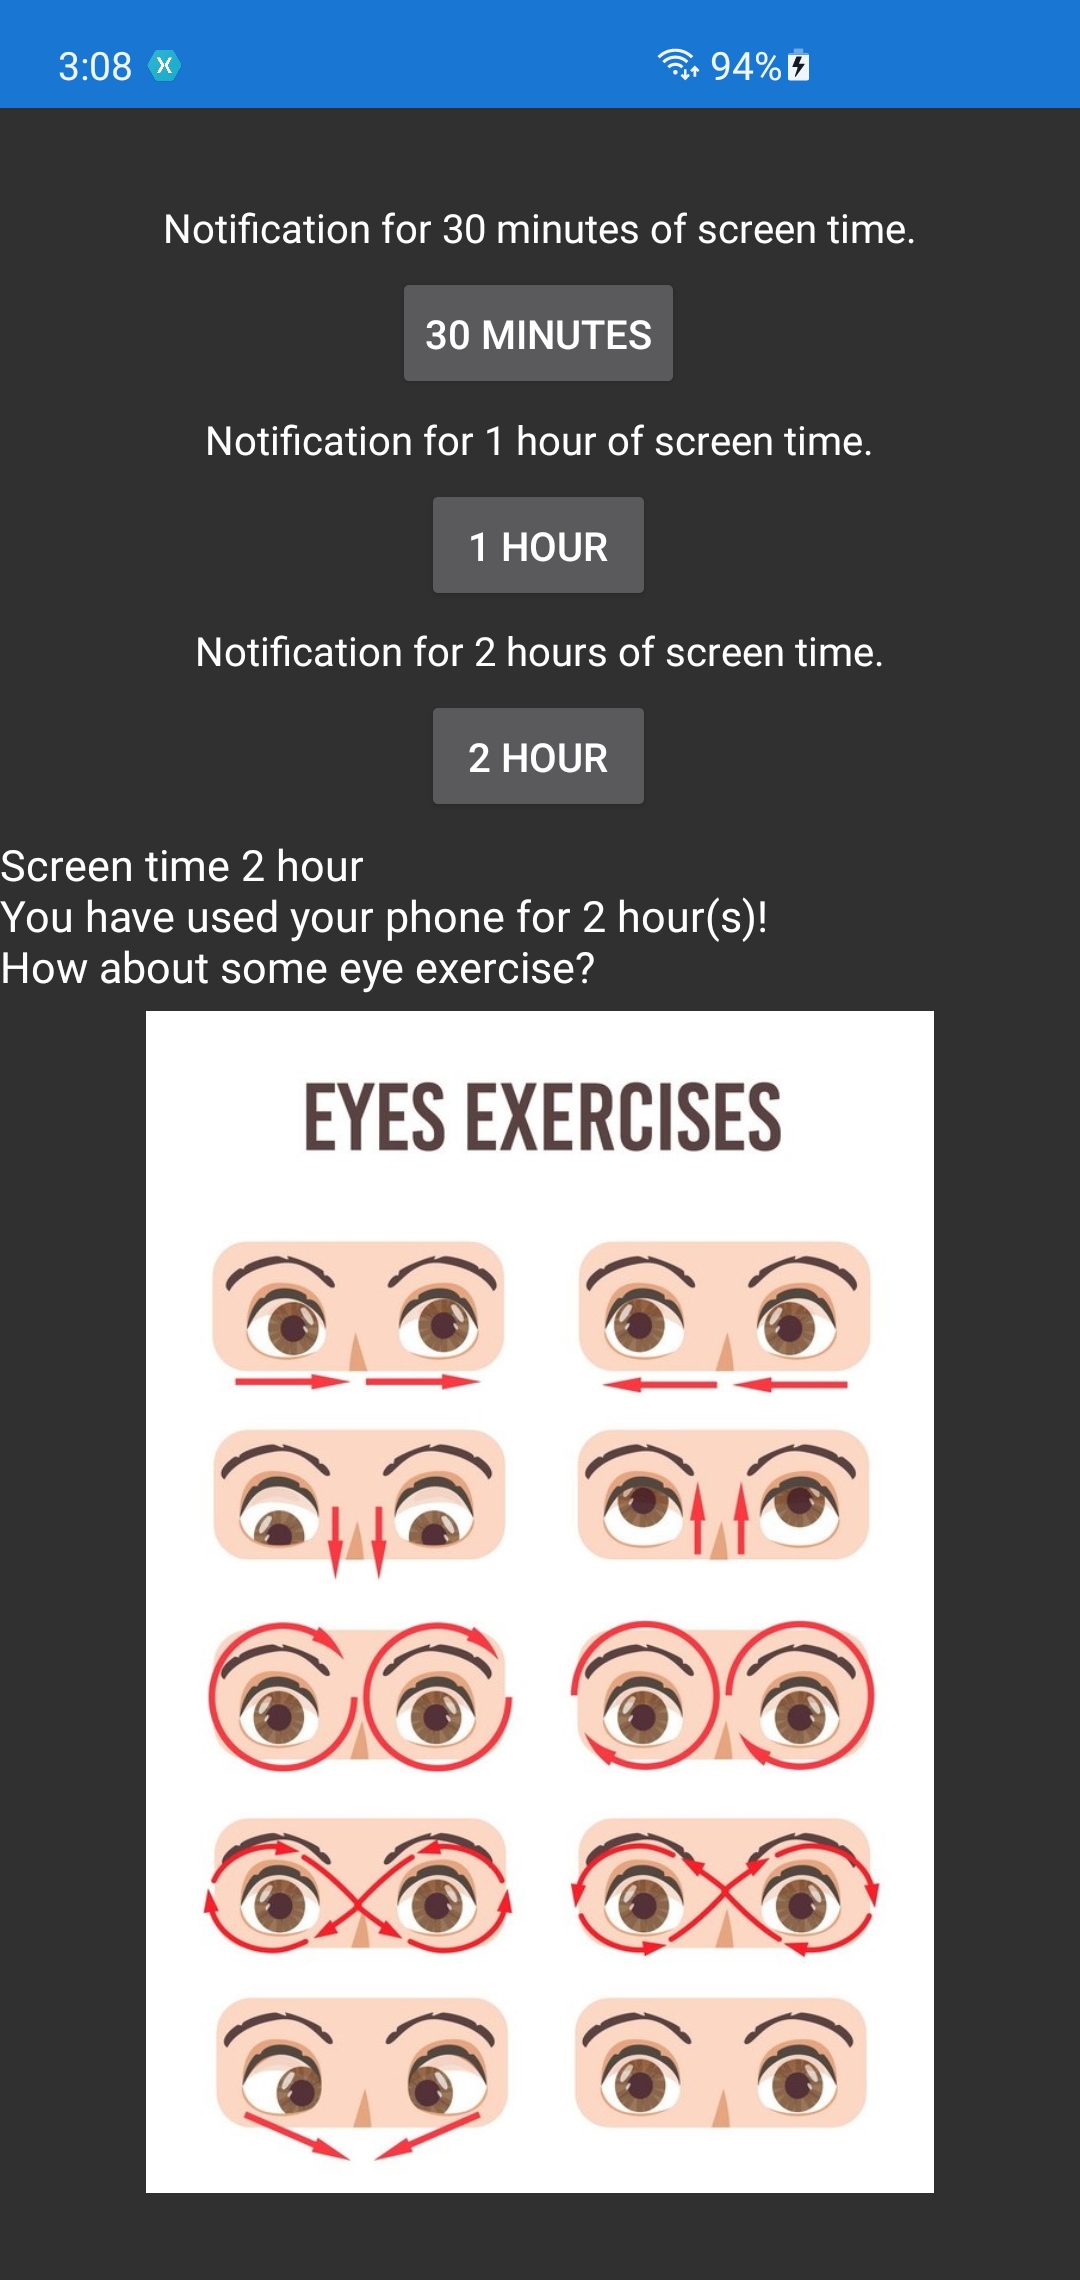 3:08 94%
Notification for 30 minutes of screen time.
30 MINUTES
Notification for 1 hour of screen time.
1 HOUR
Notification for 2 hours of screen time.
2 HOUR
Screen time 2 hour
You have used your phone for 2 hour(s)!
How about some eye exercise?
EYES EXERCISES